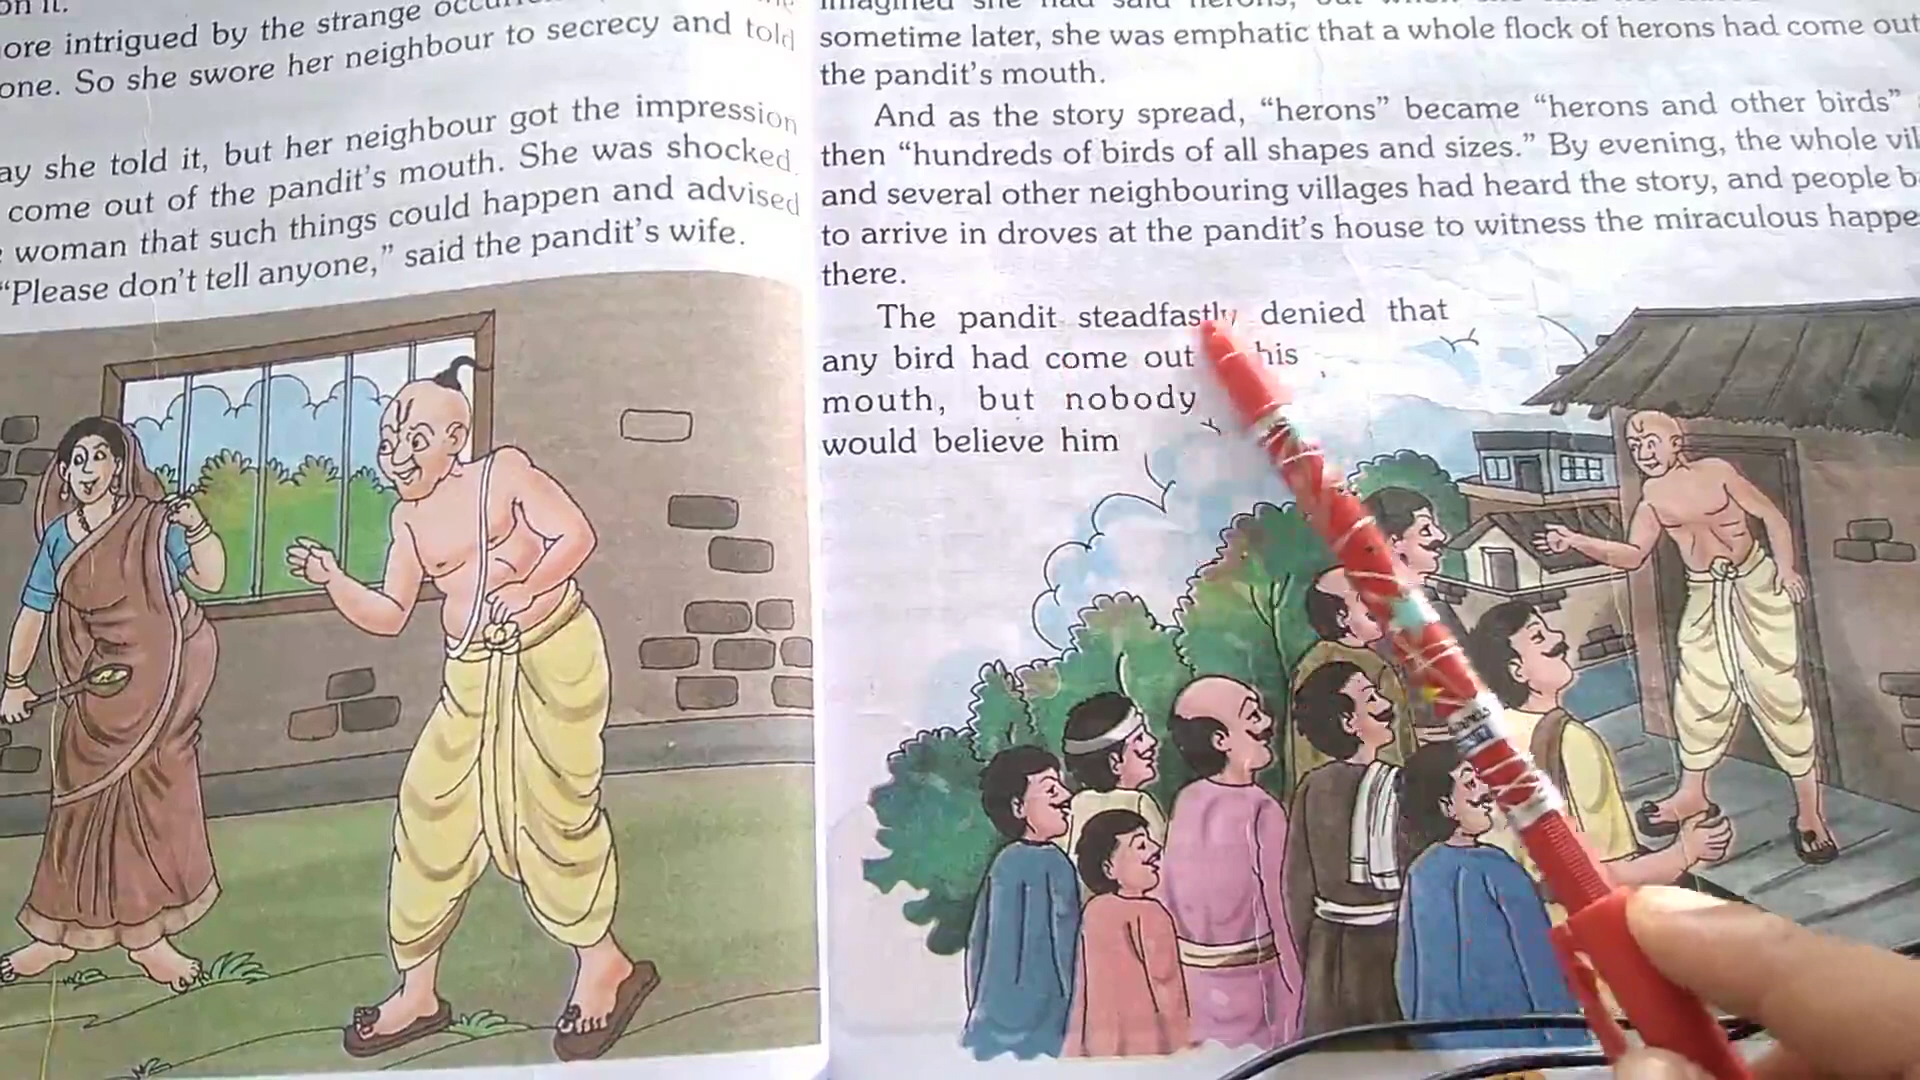 on it.
ore intrigued by the strange
one. So she swore her neighbour to secrecy and told
ay she told it, but her neighbour got the impression
come out of the pandit's mouth. She was shocked
woman that such things could happen and advised
“Please don't tell anyone,” said the pandit's wife.
sometime later, she was emphatic that a whole flock of herons had come out
the pandit's mouth.
And as the story spread, “herons” became “herons and other birds”
then “hundreds of birds of all shapes and sizes.” By evening, the whole vil
and several other neighbouring villages had heard the story, and people b
to arrive in droves at the pandit's house to witness the miraculous happe
there.
The pandit steadfastly denied that
any bird had come out his
mouth, but nobody
would believe him